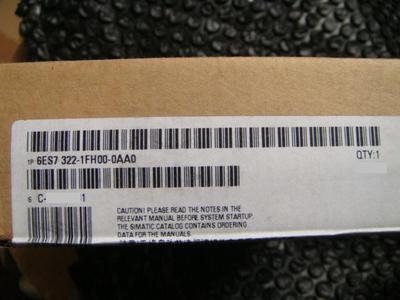 1P 6ES7 322-1FH00-0AA0
QTY:1
S C- 1
CAUTION! PLEASE READ THE NOTES IN THE
RELEVANT MANUAL BEFORE SYSTEM STARTUP.
THE SIMATIC CATALOG CONTAINS ORDERING
DATA FOR THE MANUALS.